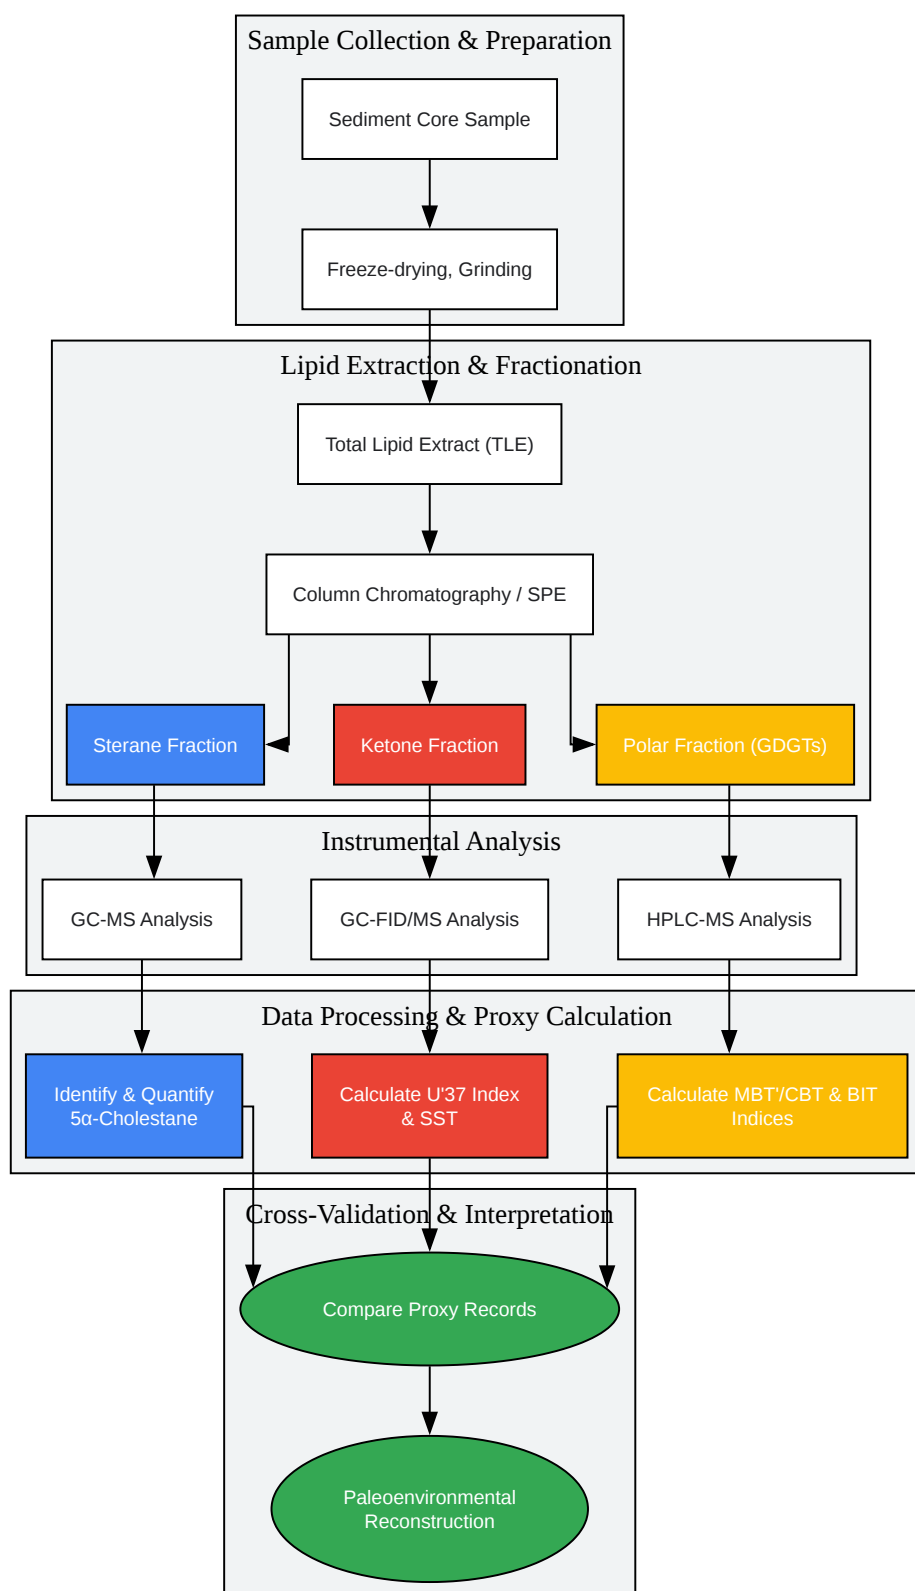 Sample Collection & Preparation
Sediment Core Sample
Freeze-drying, Grinding
Lipid Extraction & Fractionation
Total Lipid Extract (TLE)
Column Chromatography / SPE
Sterane Fraction
Ketone Fraction
Polar Fraction (GDGTs)
Instrumental Analysis
GC-MS Analysis
GC-FID/MS Analysis
HPLC-MS Analysis
Data Processing & Proxy Calculation
Identify & Quantify
5α-Cholestane
Calculate U'37 Index
& SST
Calculate MBT'/CBT & BIT
Indices
Cross-Validation & Interpretation
Compare Proxy Records
Paleoenvironmental
Reconstruction